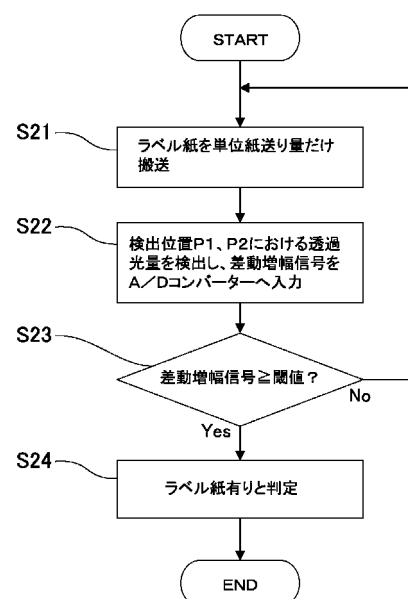 START
S21
ラベル紙を単位紙送り量だけ
搬送
S22
検出位置P1、P2における透過
光量を検出し、差動増幅信号を
A/Dコンバーターへ入力
S23
差動増幅信号≧閾値?
No
Yes
S24
ラベル紙有りと判定
END